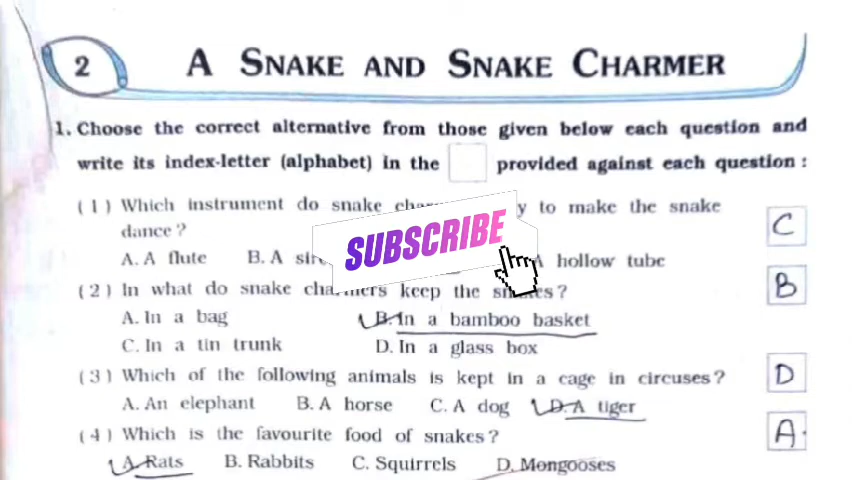 2 A SNAKE AND SNAKE CHARMER
1. Choose the correct alternative from those given below each question and
write its index-letter (alphabet) in the provided against each question :
(1) Which instrument do snake to make the snake
dance? C
A. A flute B. A hollow tube
SUBSCRIBE
(2) In what do snake charmers keep the snakes? B
A. In a bag B. In a bamboo basket
C. In a tin trunk D. In a glass box
(3) Which of the following animals is kept in a cage in circuses? D
A. An elephant B. A horse C. A dog D. A tiger
(4) Which is the favourite food of snakes? A.
A. Rats B. Rabbits C. Squirrels D. Mongooses